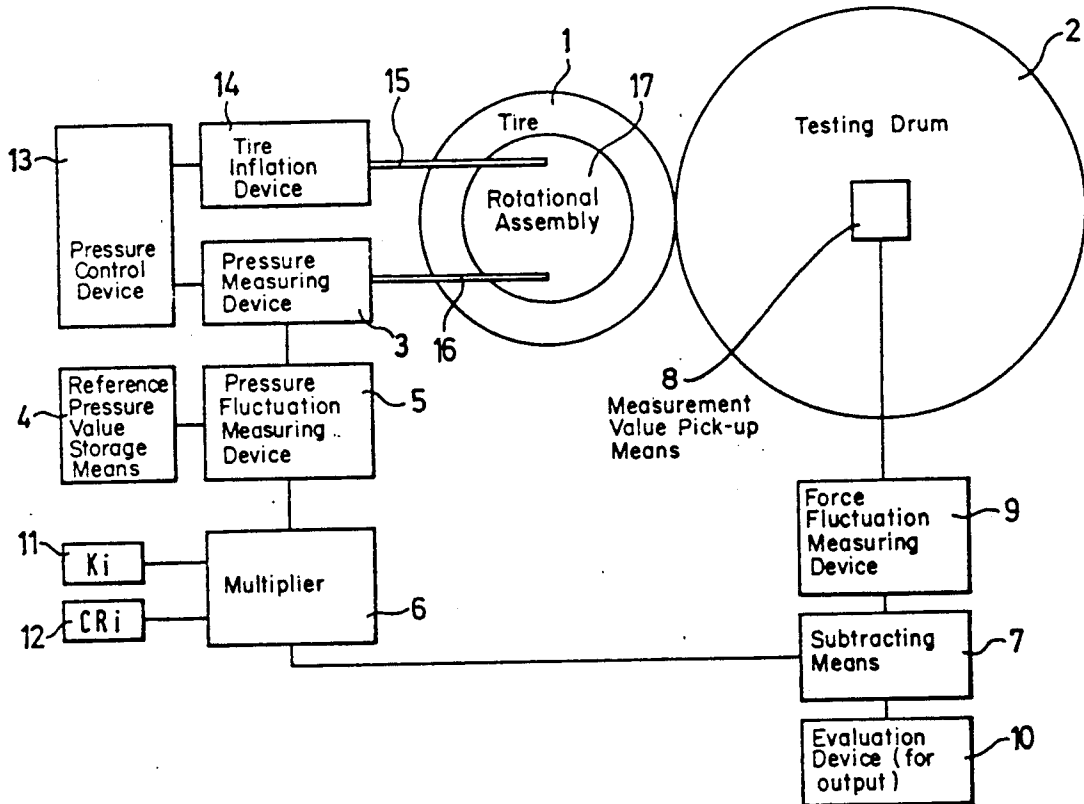 2
1
14
15
17
13
Tire
Inflation
Device
Tire
Testing Drum
Rotational
Assembly
Pressure
Control
Device
Pressure
Measuring
Device
3
16
8
Measurement
Value Pick-up
Means
4
Reference
Pressure
Value
Storage
Means
Pressure
Fluctuation
Measuring
Device
5
Force
Fluctuation
Measuring
Device
9
11
Ki
12
CRi
Multiplier
6
Subtracting
Means
7
Evaluation
Device (for
output)
10